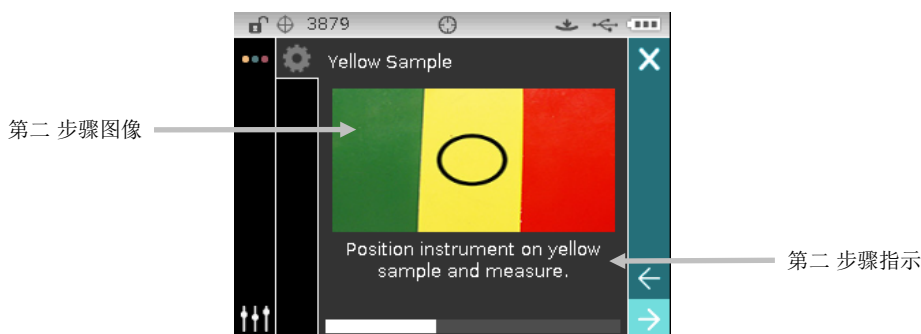 3879
Yellow Sample
第二 步骤图像
Position instrument on yellow
sample and measure.
第二 步骤指示